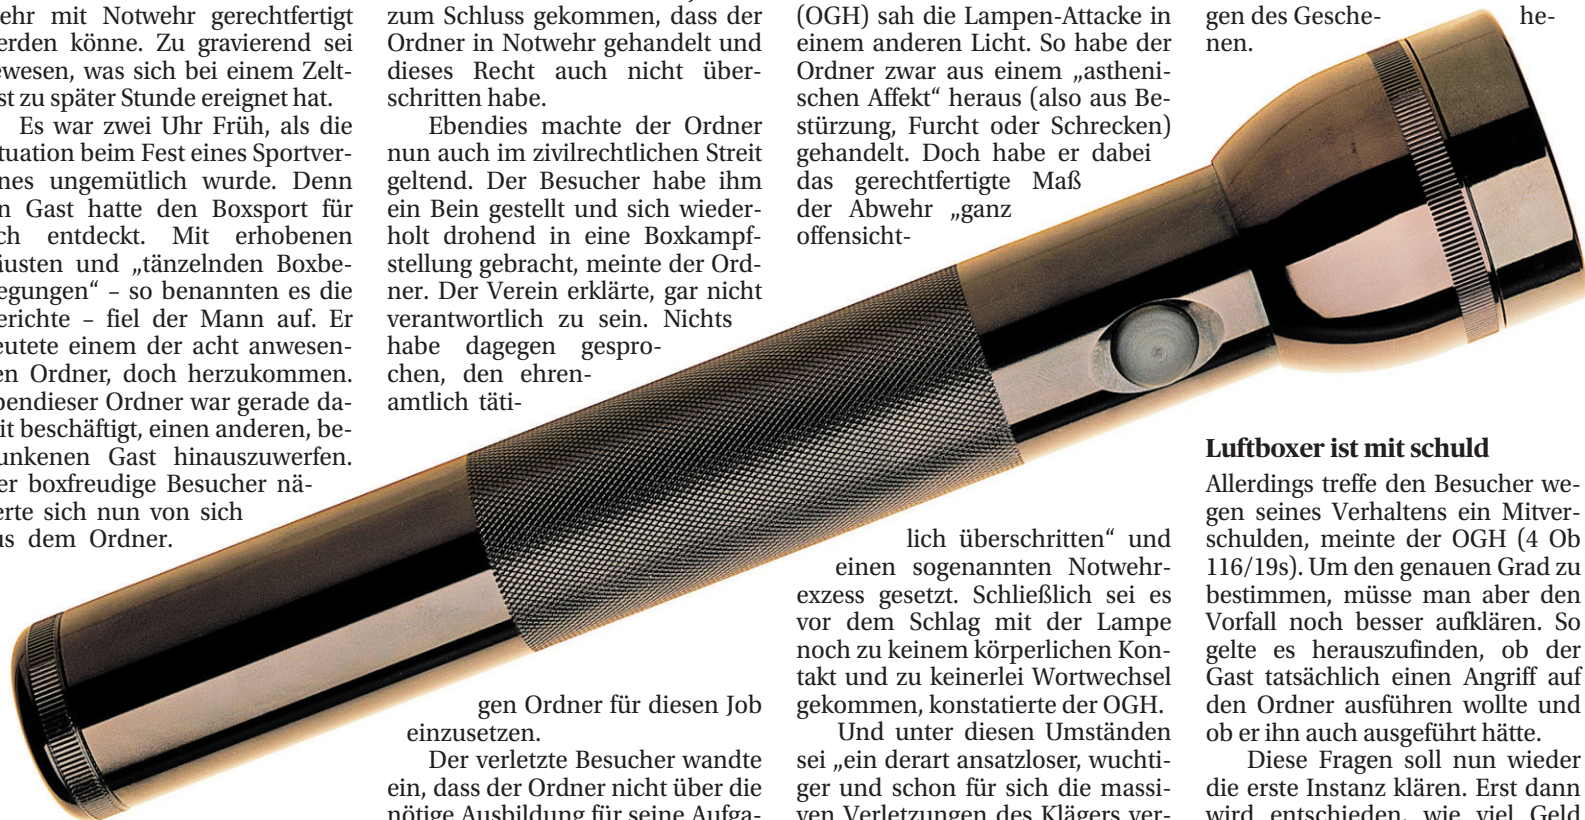 ehr mit Notwehr gerechtfertigt
erden könne. Zu gravierend sei
ewesen, was sich bei einem Zelt-
st zu später Stunde ereignet hat.
Es war zwei Uhr Früh, als die
tuation beim Fest eines Sportver-
nes ungemütlich wurde. Denn
n Gast hatte den Boxsport für
ch entdeckt. Mit erhobenen
äusten und „tänzelnden Boxbe-
egungen“ – so benannten es die
erichte – fiel der Mann auf. Er
eutete einem der acht anwesen-
en Ordner, doch herzukommen.
bendieser Ordner war gerade da-
it beschäftigt, einen anderen, be-
unkenen Gast hinauszuwerfen.
er boxfreudige Besucher nä-
erte sich nun von sich
us dem Ordner.
zum Schluss gekommen, dass der
Ordner in Notwehr gehandelt und
dieses Recht auch nicht über-
schritten habe.
Ebendies machte der Ordner
nun auch im zivilrechtlichen Streit
geltend. Der Besucher habe ihm
ein Bein gestellt und sich wieder-
holt drohend in eine Boxkampf-
stellung gebracht, meinte der Ord-
ner. Der Verein erklärte, gar nicht
verantwortlich zu sein. Nichts
habe dagegen gespro-
chen, den ehren-
amtlich täti-
gen Ordner für diesen Job
einzusetzen.
Der verletzte Besucher wandte
ein, dass der Ordner nicht über die
nötige Ausbildung für seine Aufga-
(OGH) sah die Lampen-Attacke in
einem anderen Licht. So habe der
Ordner zwar aus einem „astheni-
schen Affekt“ heraus (also aus Be-
stürzung, Furcht oder Schrecken)
gehandelt. Doch habe er dabei
das gerechtfertigte Maß
der Abwehr „ganz
offensicht-
lich überschritten“ und
einen sogenannten Notwehr-
exzess gesetzt. Schließlich sei es
vor dem Schlag mit der Lampe
noch zu keinem körperlichen Kon-
takt und zu keinerlei Wortwechsel
gekommen, konstatierte der OGH.
Und unter diesen Umständen
sei „ein derart ansatzloser, wuchti-
ger und schon für sich die massi-
ven Verletzungen des Klägers ver-
gen des Gesche- he-
nen.
Luftboxer ist mit schuld
Allerdings treffe den Besucher we-
gen seines Verhaltens ein Mitver-
schulden, meinte der OGH (4 Ob
116/19s). Um den genauen Grad zu
bestimmen, müsse man aber den
Vorfall noch besser aufklären. So
gelte es herauszufinden, ob der
Gast tatsächlich einen Angriff auf
den Ordner ausführen wollte und
ob er ihn auch ausgeführt hätte.
Diese Fragen soll nun wieder
die erste Instanz klären. Erst dann
wird entschieden, wie viel Geld